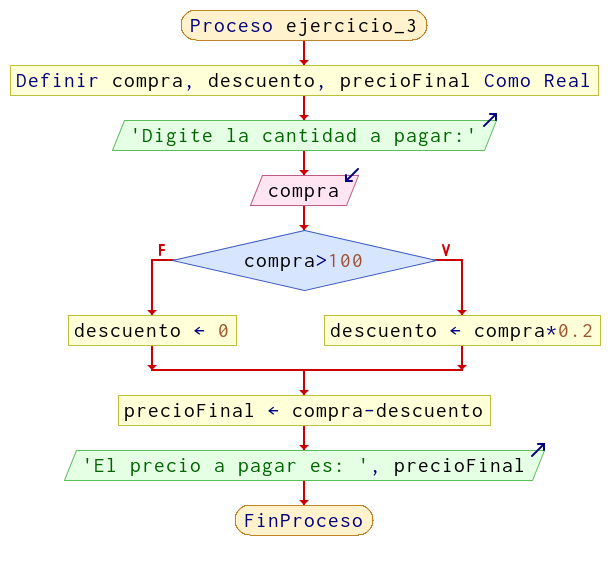 Proceso ejercicio_3
Definir compra, descuento, precioFinal Como Real
'Digite la cantidad a pagar:'
compra
compra>100
F
V
descuento ← 0
descuento ← compra*0.2
precioFinal ← compra-descuento
'El precio a pagar es: ', precioFinal
FinProceso